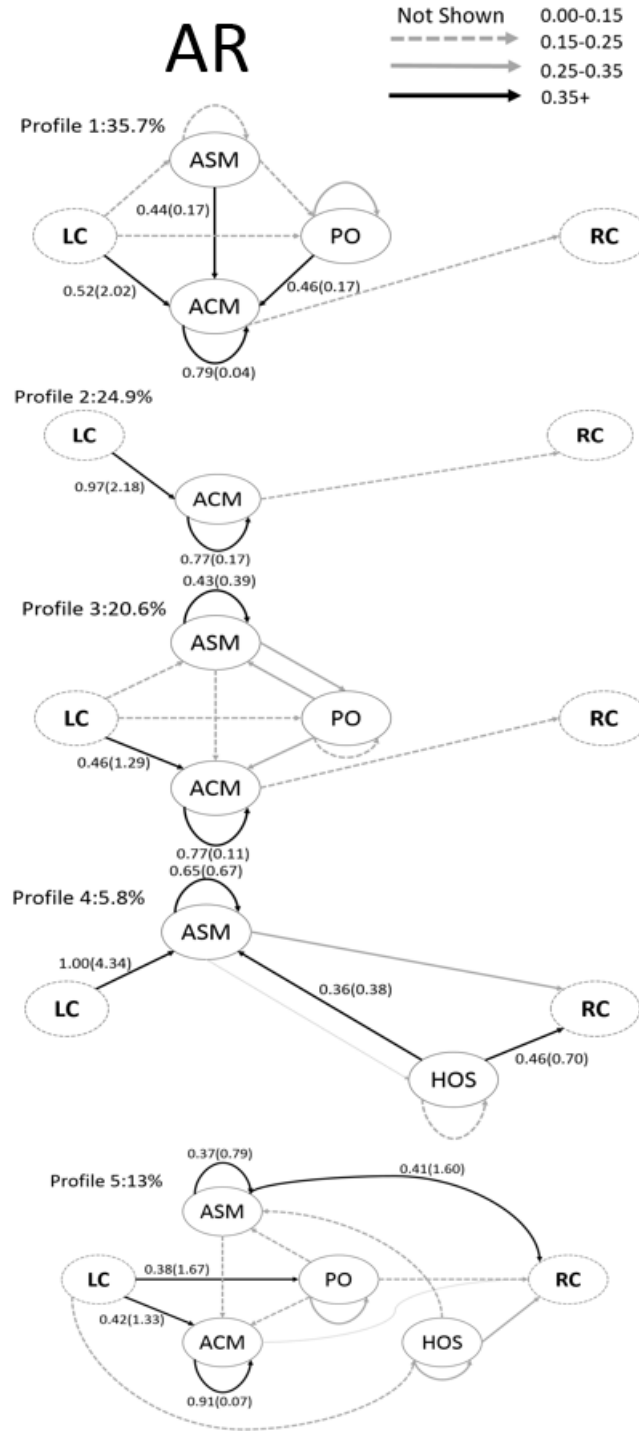 AR
Not Shown 0.00-0.15
0.15-0.25
0.25-0.35
0.35+
Profile 1:35.7%
ASM
0.44(0.17)
LC
PO
RC
0.52(2.02)
0.46(0.17)
ACM
0.79(0.04)
Profile 2:24.9%
LC
RC
0.97(2.18)
ACM
0.77(0.17)
0.43(0.39)
Profile 3:20.6%
ASM
LC
PO
RC
0.46(1.29)
ACM
0.77(0.11)
0.65(0.67)
Profile 4:5.8%
ASM
1.00(4.34)
0.36(0.38)
LC
RC
0.46(0.70)
HOS
0.37(0.79)
0.41(1.60)
Profile 5:13%
ASM
0.38(1.67)
LC
PO
RC
0.42(1.33)
ACM
HOS
0.91(0.07)